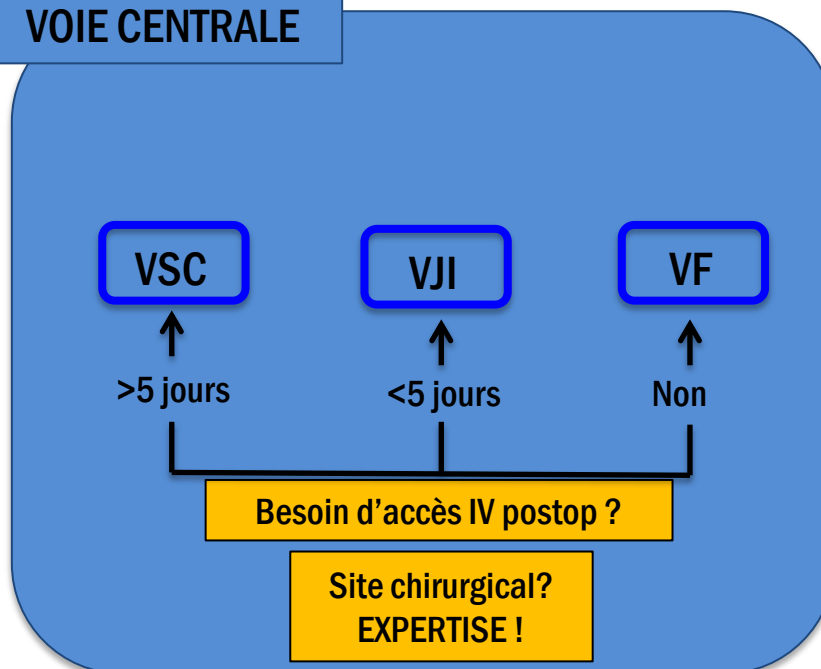 VOIE CENTRALE
VSC
VJI
VF
>5 jours
<5 jours
Non
Besoin d’accès IV postop ?
Site chirurgical?
EXPERTISE !